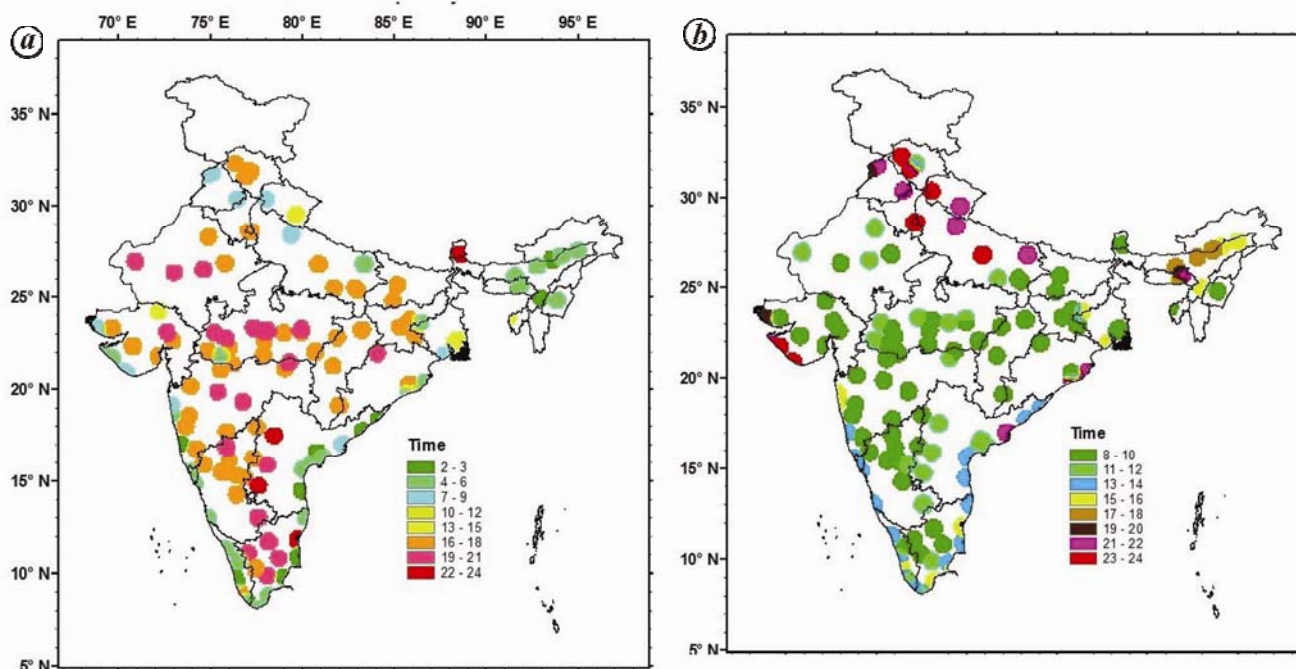 a
70° E 75° E 80° E 85° E 90° E 95° E
35° N
30° N
25° N
20° N
15° N
10° N
5° N
Time
2 - 3
4 - 6
7 - 9
10 - 12
13 - 15
16 - 18
19 - 21
22 - 24
b
35° N
30° N
25° N
20° N
15° N
10° N
5° N
Time
8 - 10
11 - 12
13 - 14
15 - 16
17 - 18
19 - 20
21 - 22
23 - 24